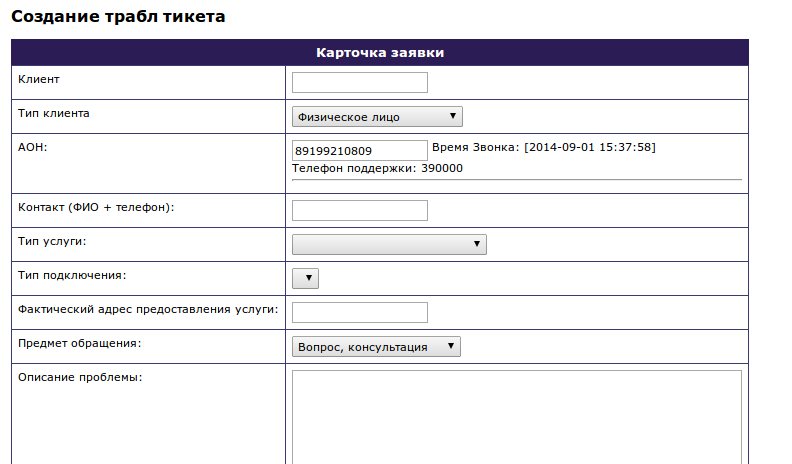 Создание трабл тикета
Карточка заявки
Клиент
Тип клиента
Физическое лицо
АОН:
89199210809 Время Звонка: [2014-09-01 15:37:58]
Телефон поддержки: 390000
Контакт (ФИО + телефон):
Тип услуги:
Тип подключения:
Фактический адрес предоставления услуги:
Предмет обращения:
Вопрос, консультация
Описание проблемы: